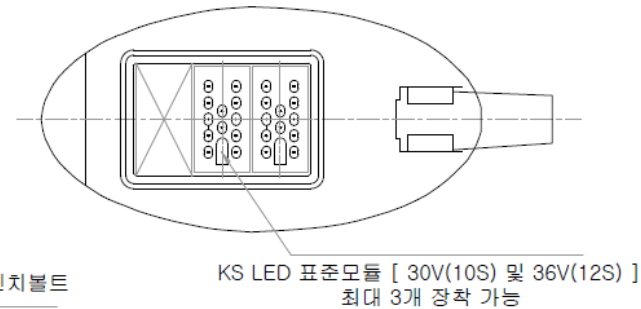 KS LED 표준모듈 [ 30V(10S) 및 36V(12S) ]
최대 3개 장착 가능
치볼트